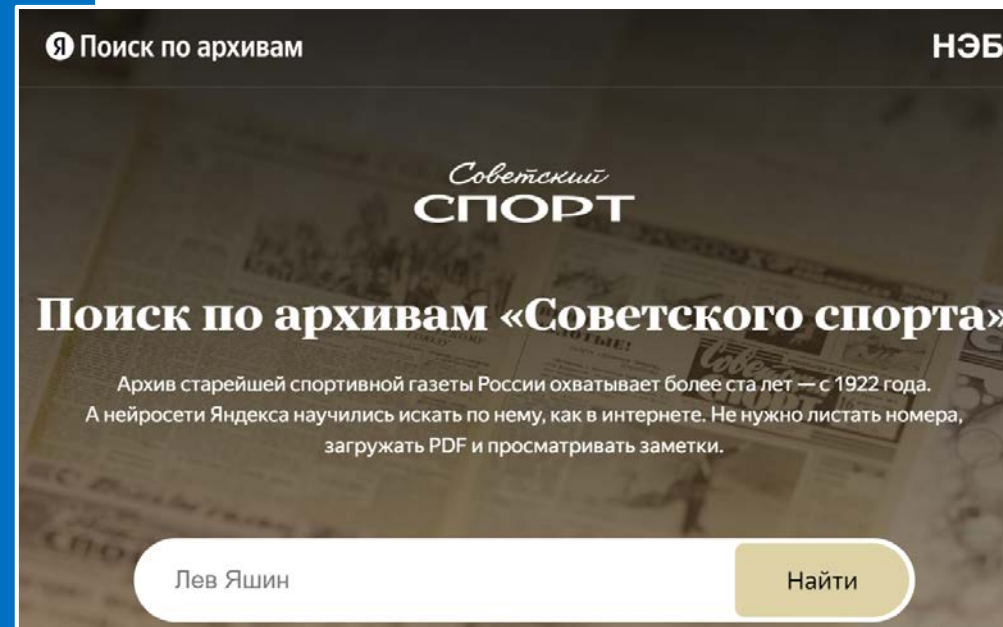 Я Поиск по архивам
НЭБ
Советский
СПОРТ
Поиск по архивам «Советского спорта»
Архив старейшей спортивной газеты России охватывает более ста лет — с 1922 года.
А нейросети Яндекса научились искать по нему, как в интернете. Не нужно листать номера,
загружать PDF и просматривать заметки.
Лев Яшин
Найти